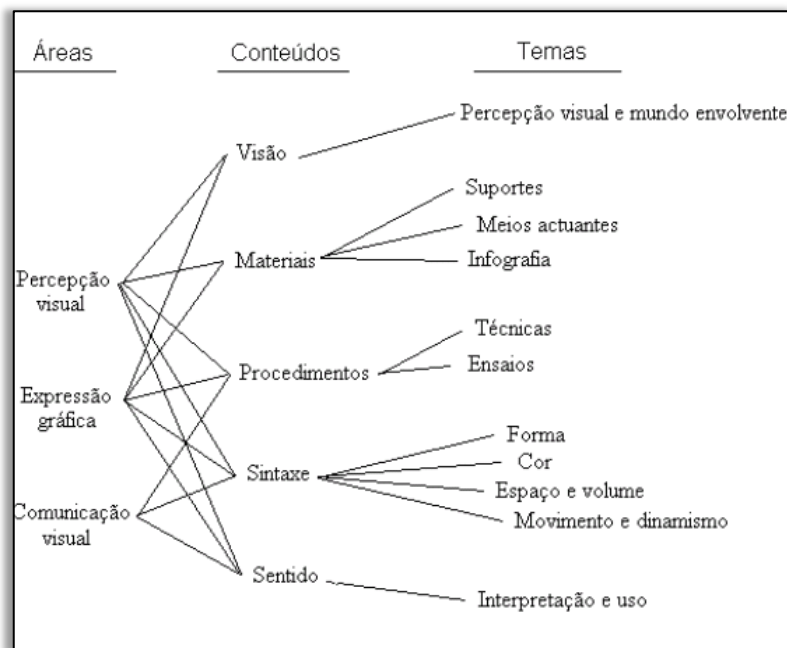 Áreas
Conteúdos
Temas
Percepção
visual
Expressão
gráfica
Comunicação
visual
Visão
Materiais
Procedimentos
Sintaxe
Sentido
Percepção visual e mundo envolvente
Suportes
Meios actuantes
Infografia
Técnicas
Ensaios
Forma
Cor
Espaço e volume
Movimento e dinamismo
Interpretação e uso